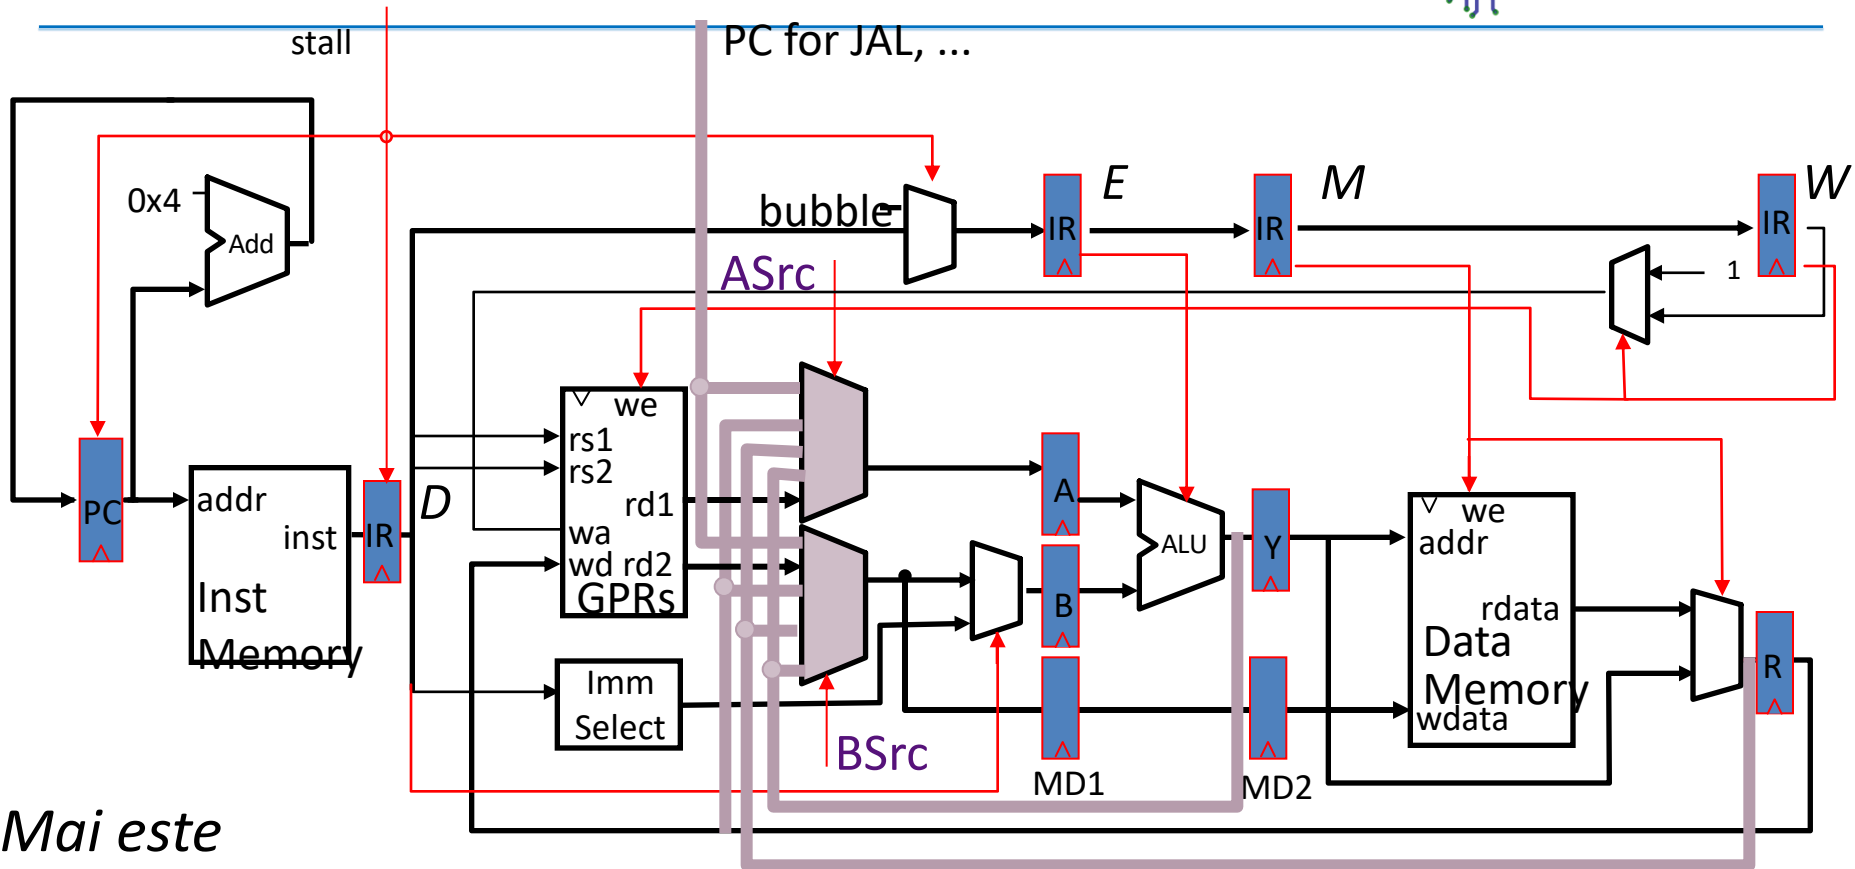 stall
PC for JAL, ...
0x4
Add
bubble
IR
E
IR
M
IR
W
1
ASrc
we
rs1
rs2
rd1
wa
wd rd2
GPRs
PC
addr
inst
Inst
Memory
IR
D
A
B
ALU
Y
we
addr
rdata
Data
Memory
wdata
R
Imm
Select
BSrc
MD1
MD2
Mai este